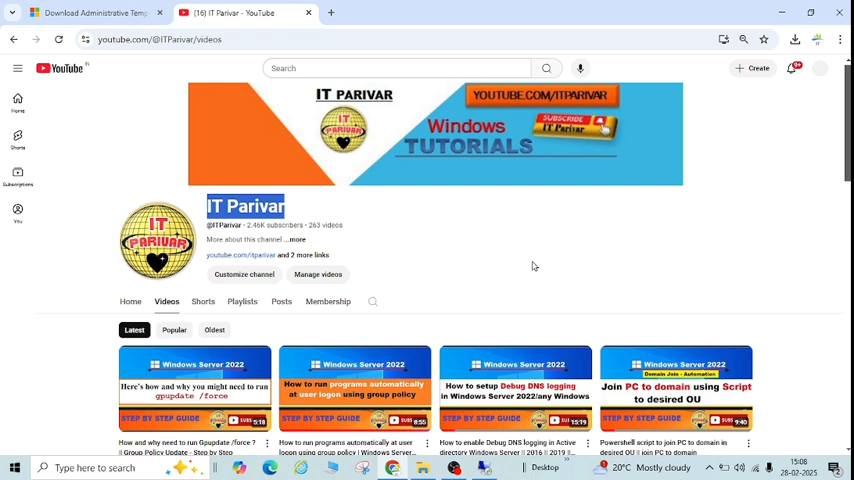 Download Administrative Temp
(16) IT Parivar - YouTube
youtube.com/@ITParivar/videos
YouTube IN
Search
Create
9+
Home
Shorts
Subscriptions
You
IT PARIVAR
YOUTUBE.COM/ITPARIVAR
SUBSCRIBE
IT Parivar
Windows
TUTORIALS
IT
PARIVAR
IT Parivar
@ITParivar • 2.46K subscribers • 263 videos
More about this channel ...more
youtube.com/itparivar and 2 more links
Customize channel
Manage videos
Home
Videos
Shorts
Playlists
Posts
Membership
Latest
Popular
Oldest
Windows Server 2022
Here's how and why you might need to run
gpupdate /force
STEP BY STEP GUIDE
SUBS
5:18
Windows Server 2022
How to run programs automatically
at user logon using group policy
STEP BY STEP GUIDE
SUBS
8:55
Windows Server 2022
How to setup Debug DNS logging
in Windows Server 2022/any Windows
STEP BY STEP GUIDE
SUBS
15:19
Windows Server 2022
Domain Join - Automation
Join PC to domain using Script
to desired OU
STEP BY STEP GUIDE
SUBS
9:40
How and why need to run Gpupdate /force ?
|| Group Policy Update - Step by Step
How to run programs automatically at user
logon using group policy | Windows Server
How to enable Debug DNS logging in Active
directory Windows Server || 2016 || 2019 ||
Powershell script to join PC to domain in
desired OU || Windows Server 2022
Type here to search
Desktop
20°C Mostly cloudy
15:08
28-02-2025
2